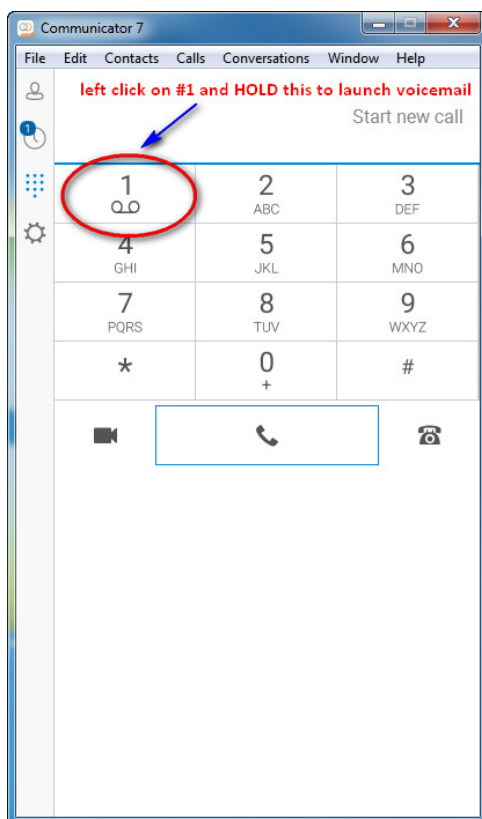 Communicator 7
File Edit Contacts Calls Conversations Window Help
left click on #1 and HOLD this to launch voicemail
Start new call
1
1 2 3
ABC DEF
4 5 6
GHI JKL MNO
7 8 9
PQRS TUV WXYZ
* 0 #
+